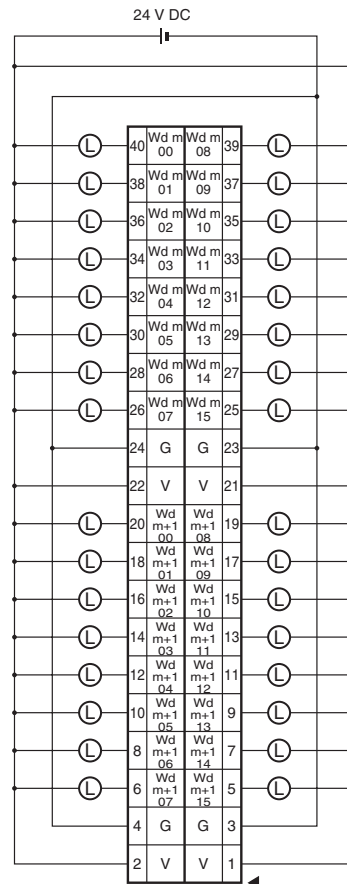 24 V DC
L 40 Wd m 00 Wd m 08 39 L
L 38 Wd m 01 Wd m 09 37 L
L 36 Wd m 02 Wd m 10 35 L
L 34 Wd m 03 Wd m 11 33 L
L 32 Wd m 04 Wd m 12 31 L
L 30 Wd m 05 Wd m 13 29 L
L 28 Wd m 06 Wd m 14 27 L
L 26 Wd m 07 Wd m 15 25 L
24 G G 23
22 V V 21
L 20 Wd m+1 00 Wd m+1 08 19 L
L 18 Wd m+1 01 Wd m+1 09 17 L
L 16 Wd m+1 02 Wd m+1 10 15 L
L 14 Wd m+1 03 Wd m+1 11 13 L
L 12 Wd m+1 04 Wd m+1 12 11 L
L 10 Wd m+1 05 Wd m+1 13 9 L
L 8 Wd m+1 06 Wd m+1 14 7 L
L 6 Wd m+1 07 Wd m+1 15 5 L
4 G G 3
2 V V 1